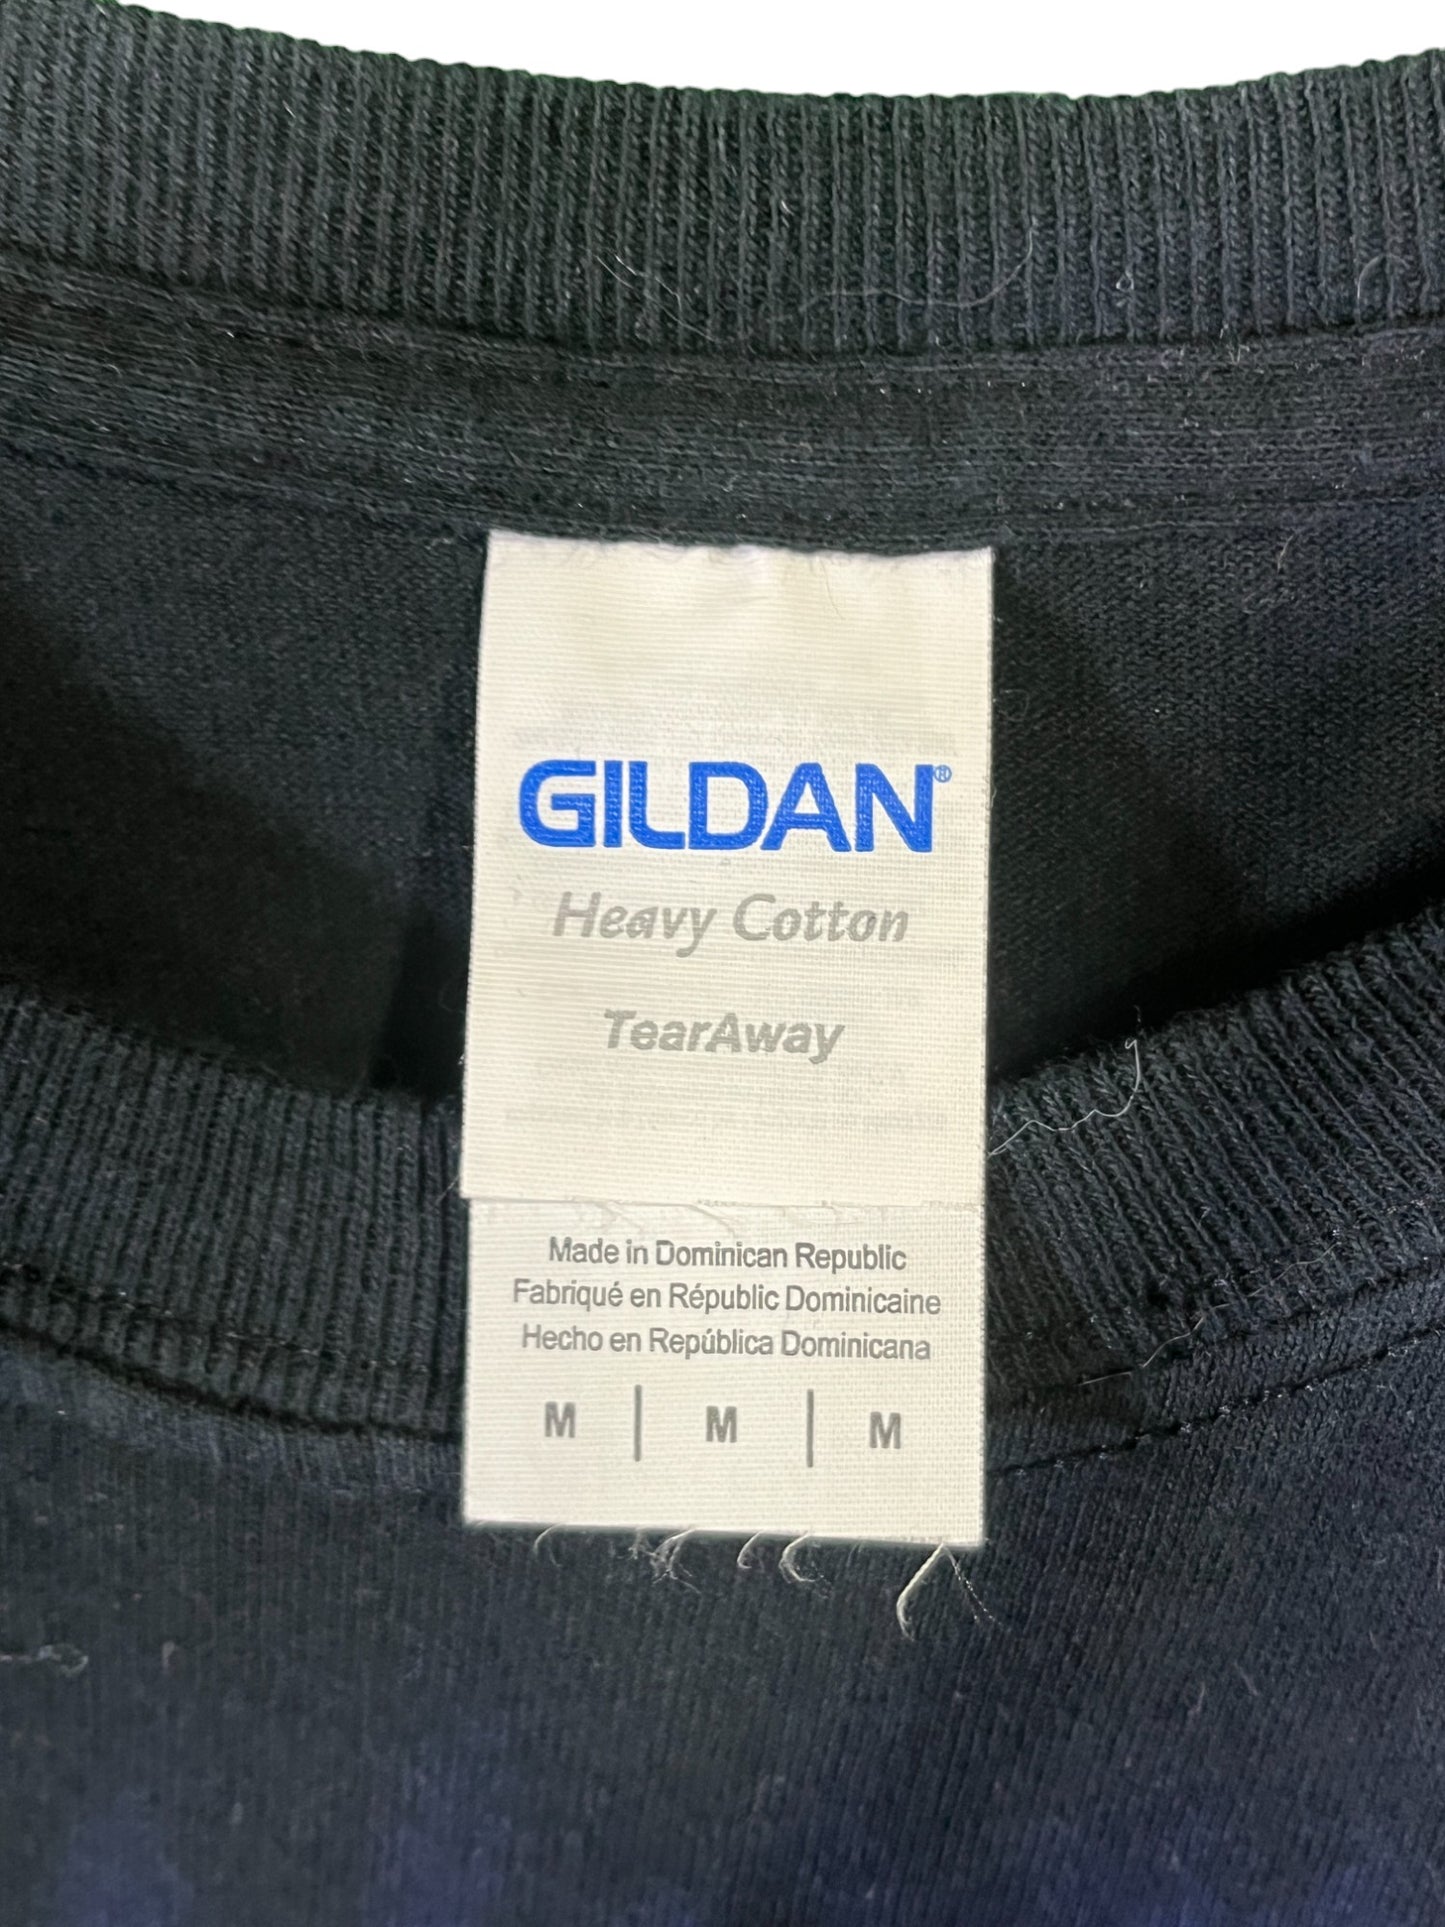 GILDAN®
Heavy Cotton
TearAway
Made in Dominican Republic
Fabriqué en Républic Dominicaine
Hecho en República Dominicana
M | M | M